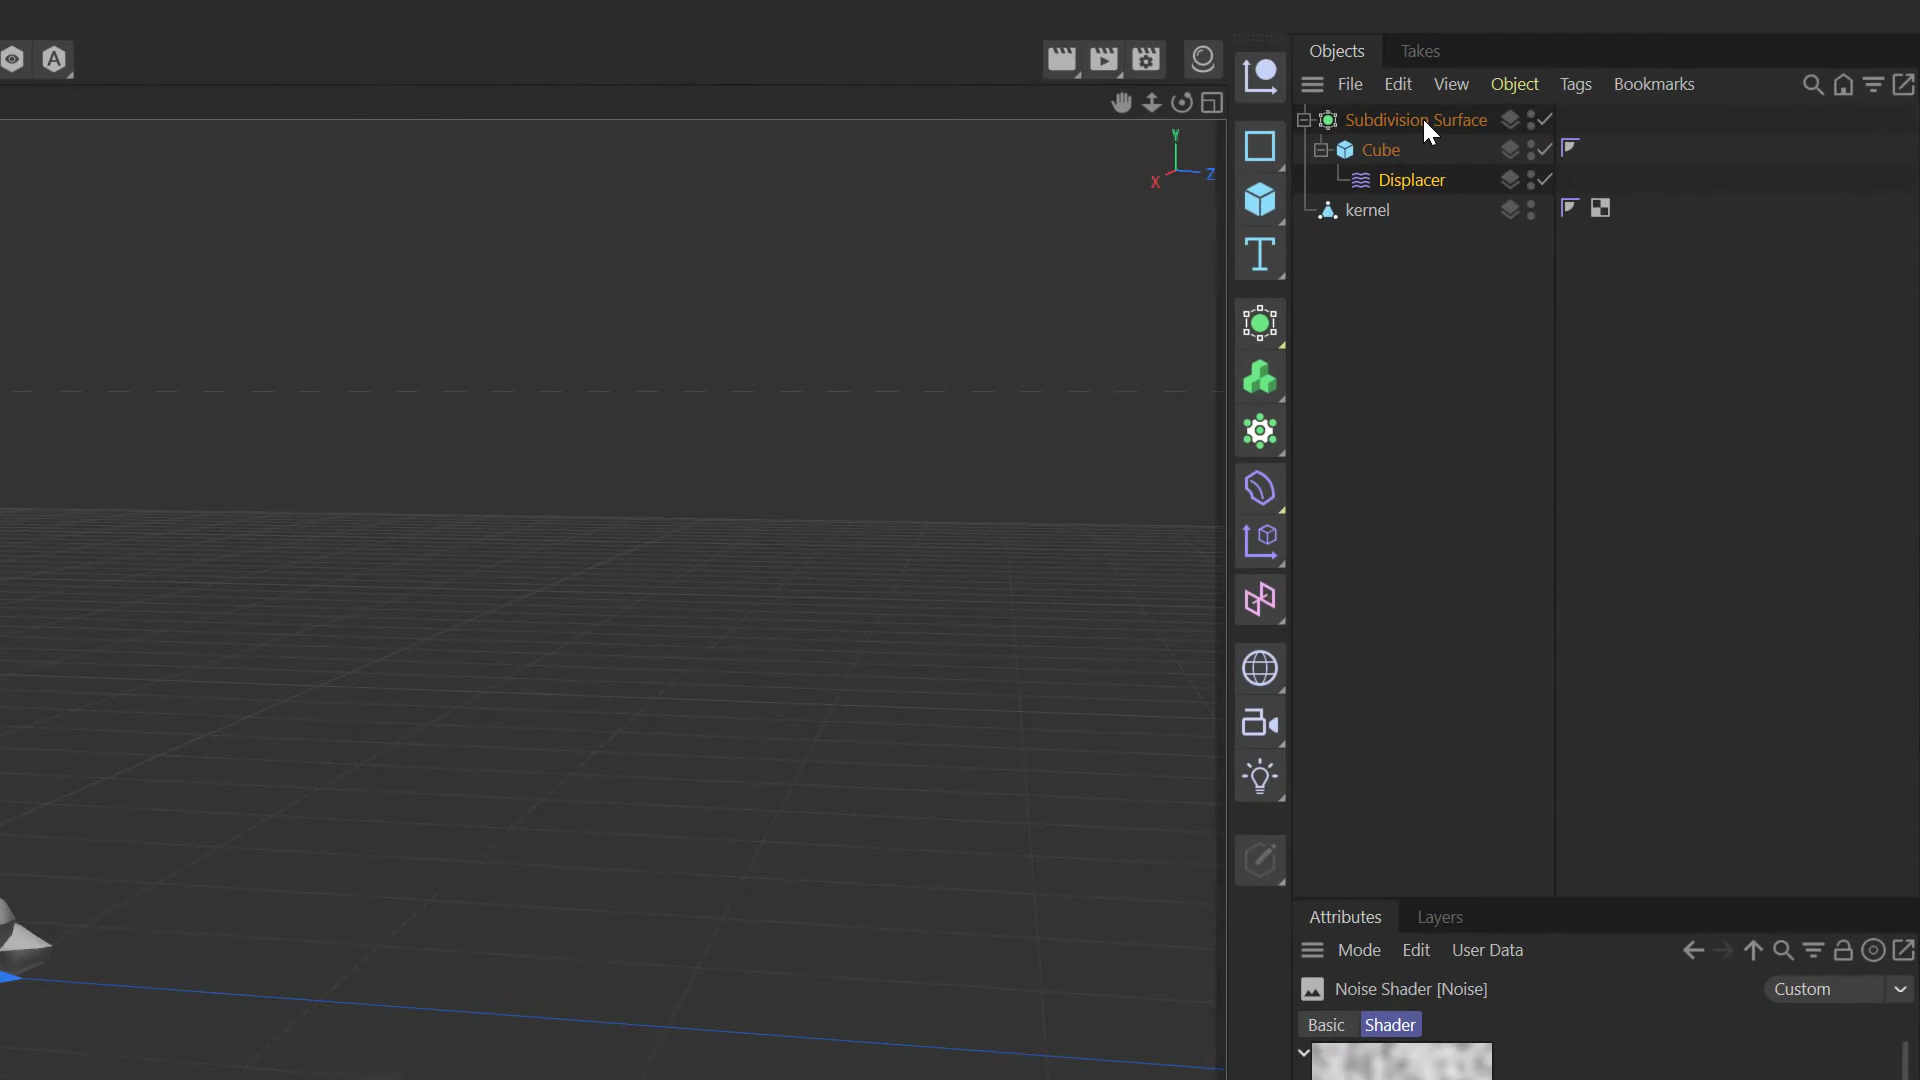 Objects Takes
File Edit View Object Tags Bookmarks
Subdivision Surface
Cube
Displacer
kernel
Y
X Z
Attributes Layers
Mode Edit User Data
Noise Shader [Noise] Custom
Basic Shader